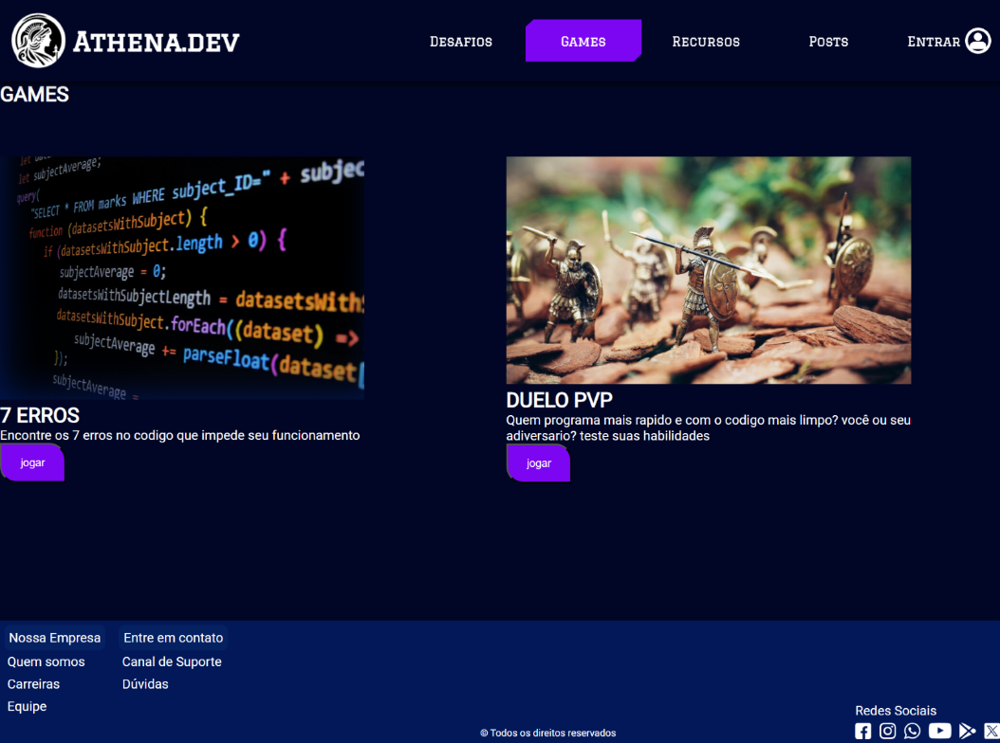 ATHENA.DEV
DESAFIOS
GAMES
RECURSOS
POSTS
ENTRAR
GAMES
let subjectAverage;
query(
"SELECT * FROM marks WHERE subject_ID=" + subjec
function (datasetsWithSubject) {
if (datasetsWithSubject.length > 0) {
subjectAverage = 0;
datasetsWithSubjectLength = datasetsWith
datasetsWithSubject.forEach((dataset) =>
subjectAverage += parseFloat(dataset[
});
subjectAverage =
7 ERROS
Encontre os 7 erros no codigo que impede seu funcionamento
jogar
DUELO PVP
Quem programa mais rapido e com o codigo mais limpo? você ou seu
adversario? teste suas habilidades
jogar
Nossa Empresa
Quem somos
Carreiras
Equipe
Entre em contato
Canal de Suporte
Dúvidas
© Todos os direitos reservados
Redes Sociais